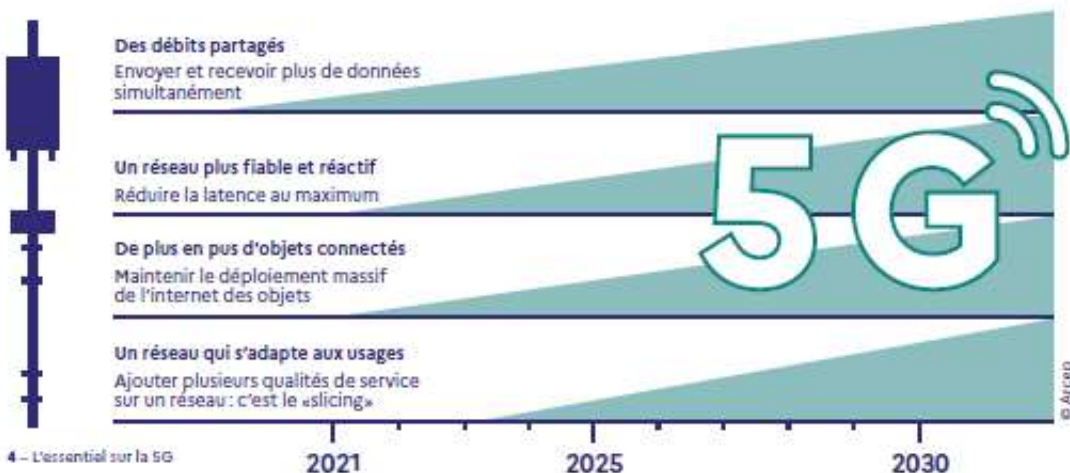 Des débits partagés
Envoyer et recevoir plus de données
simultanément
Un réseau plus fiable et réactif
Réduire la latence au maximum
De plus en pus d'objets connectés
Maintenir le déploiement massif
de l'internet des objets
Un réseau qui s'adapte aux usages
Ajouter plusieurs qualités de service
sur un réseau : c'est le «slicing»
5G
© Arcep
4 – L'essentiel sur la 5G
2021
2025
2030